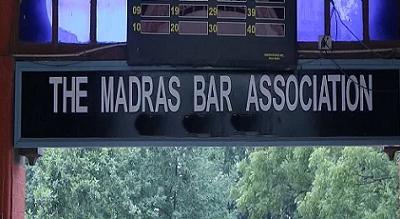 09 19 29 39
10 20 30 40
THE MADRAS BAR ASSOCIATION